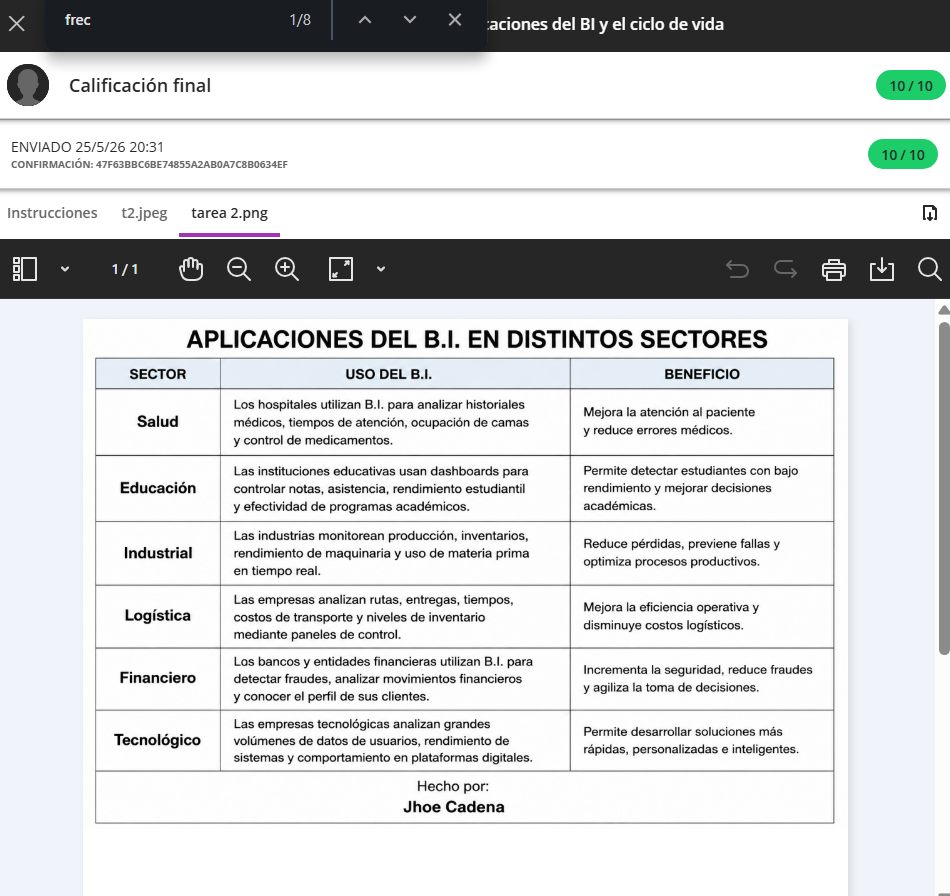 frec
1/8
caciones del BI y el ciclo de vida
Calificación final
10 / 10
ENVIADO 25/5/26 20:31
10 / 10
CONFIRMACIÓN: 47F63BBC6BE74855A2AB0A7C8B0634EF
Instrucciones
t2.jpeg
tarea 2.png
1 / 1
APLICACIONES DEL B.I. EN DISTINTOS SECTORES
SECTOR
USO DEL B.I.
BENEFICIO
Salud
Los hospitales utilizan B.I. para analizar historiales
médicos, tiempos de atención, ocupación de camas
y control de medicamentos.
Mejora la atención al paciente
y reduce errores médicos.
Educación
Las instituciones educativas usan dashboards para
controlar notas, asistencia, rendimiento estudiantil
y efectividad de programas académicos.
Permite detectar estudiantes con bajo
rendimiento y mejorar decisiones
académicas.
Industrial
Las industrias monitorean producción, inventarios,
rendimiento de maquinaria y uso de materia prima
en tiempo real.
Reduce pérdidas, previene fallas y
optimiza procesos productivos.
Logística
Las empresas analizan rutas, entregas, tiempos,
costos de transporte y niveles de inventario
mediante paneles de control.
Mejora la eficiencia operativa y
disminuye costos logísticos.
Financiero
Los bancos y entidades financieras utilizan B.I. para
detectar fraudes, analizar movimientos financieros
y conocer el perfil de sus clientes.
Incrementa la seguridad, reduce fraudes
y agiliza la toma de decisiones.
Tecnológico
Las empresas tecnológicas analizan grandes
volúmenes de datos de usuarios, rendimiento de
sistemas y comportamiento en plataformas digitales.
Permite desarrollar soluciones más
rápidas, personalizadas e inteligentes.
Hecho por:
Jhoe Cadena